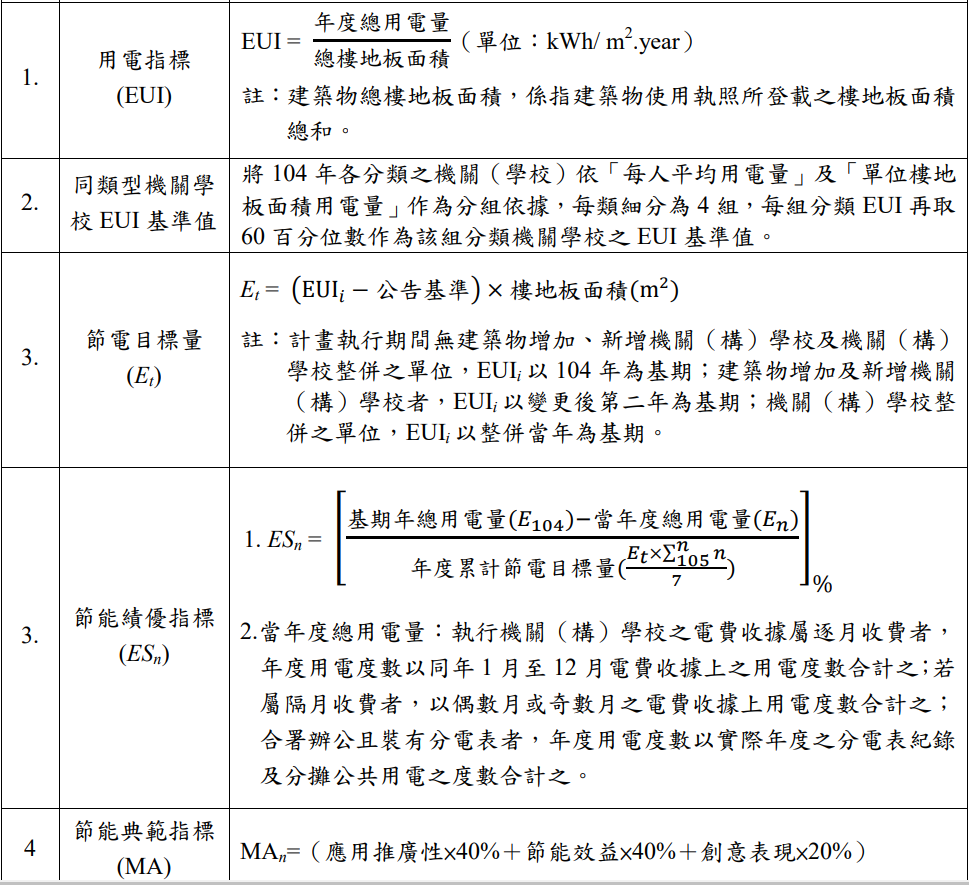 1.
用電指標
(EUI)
EUI = 年度總用電量
總樓地板面積 (單位：kWh/ m².year)
註：建築物總樓地板面積，係指建築物使用執照所登載之樓地板面積
總和。
2.
同類型機關學
校 EUI 基準值
將 104 年各分類之機關（學校）依「每人平均用電量」及「單位樓地
板面積用電量」作為分組依據，每類細分為 4 組，每組分類 EUI 再取
60 百分位數作為該組分類機關學校之 EUI 基準值。
3.
節電目標量
(Et)
Et = (EUIi − 公告基準) × 樓地板面積(m²)
註：計畫執行期間無建築物增加、新增機關（構）學校及機關（構）
學校整併之單位，EUIi 以 104 年為基期；建築物增加及新增機關
（構）學校者，EUIi 以變更後第二年為基期；機關（構）學校整
併之單位，EUIi 以整併當年為基期。
3.
節能績優指標
(ESn)
1. ESn = [基期年總用電量(E104)−當年度總用電量(En)
年度累計節電目標量(Et×∑n105 n
7)]%
2.當年度總用電量：執行機關（構）學校之電費收據屬逐月收費者，
年度用電度數以同年 1 月至 12 月電費收據上之用電度數合計之；若
屬隔月收費者，以偶數月或奇數月之電費收據上用電度數合計之；
合署辦公且裝有分電表者，年度用電度數以實際年度之分電表紀錄
及分攤公共用電之度數合計之。
4
節能典範指標
(MA)
MAn=（應用推廣性×40%＋節能效益×40%＋創意表現×20%）